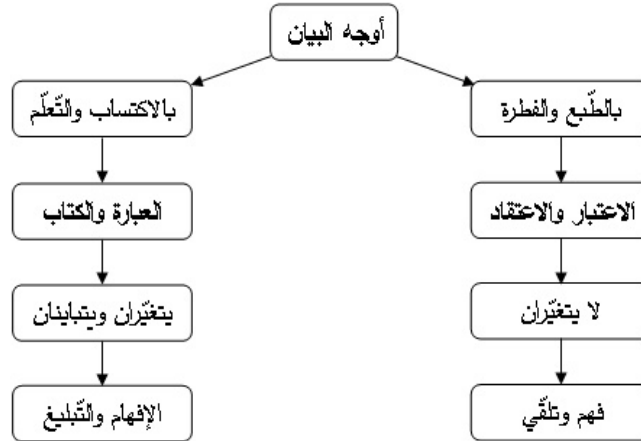 أوجه البيان
بالطّبع والفطرة
بالاكتساب والتّعلّم
الاعتبار والاعتقاد
العبارة والكتاب
لا يتغيّران
يتغيّران ويتباينان
فهم وتلقّي
الإفهام والتّبليغ